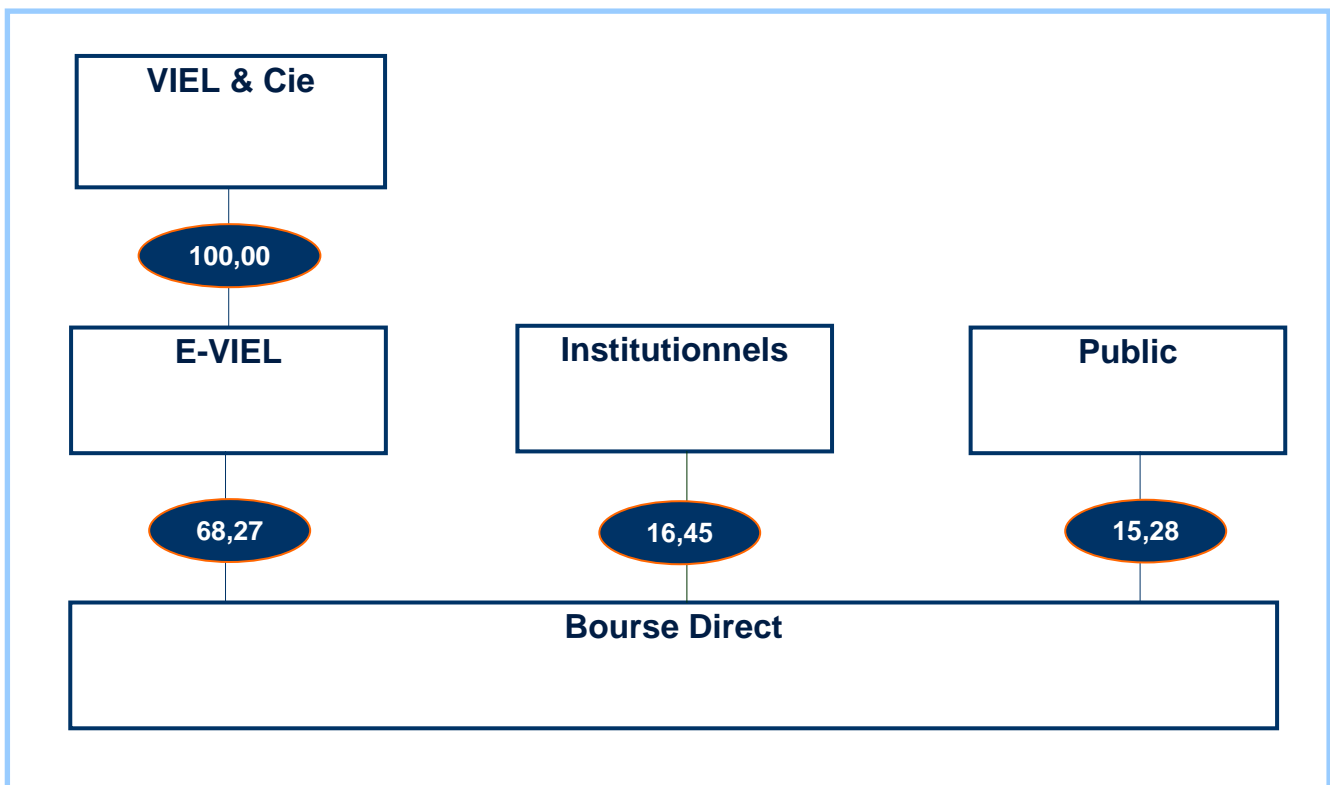 VIEL & Cie
100,00
E-VIEL
Institutionnels
Public
68,27
16,45
15,28
Bourse Direct